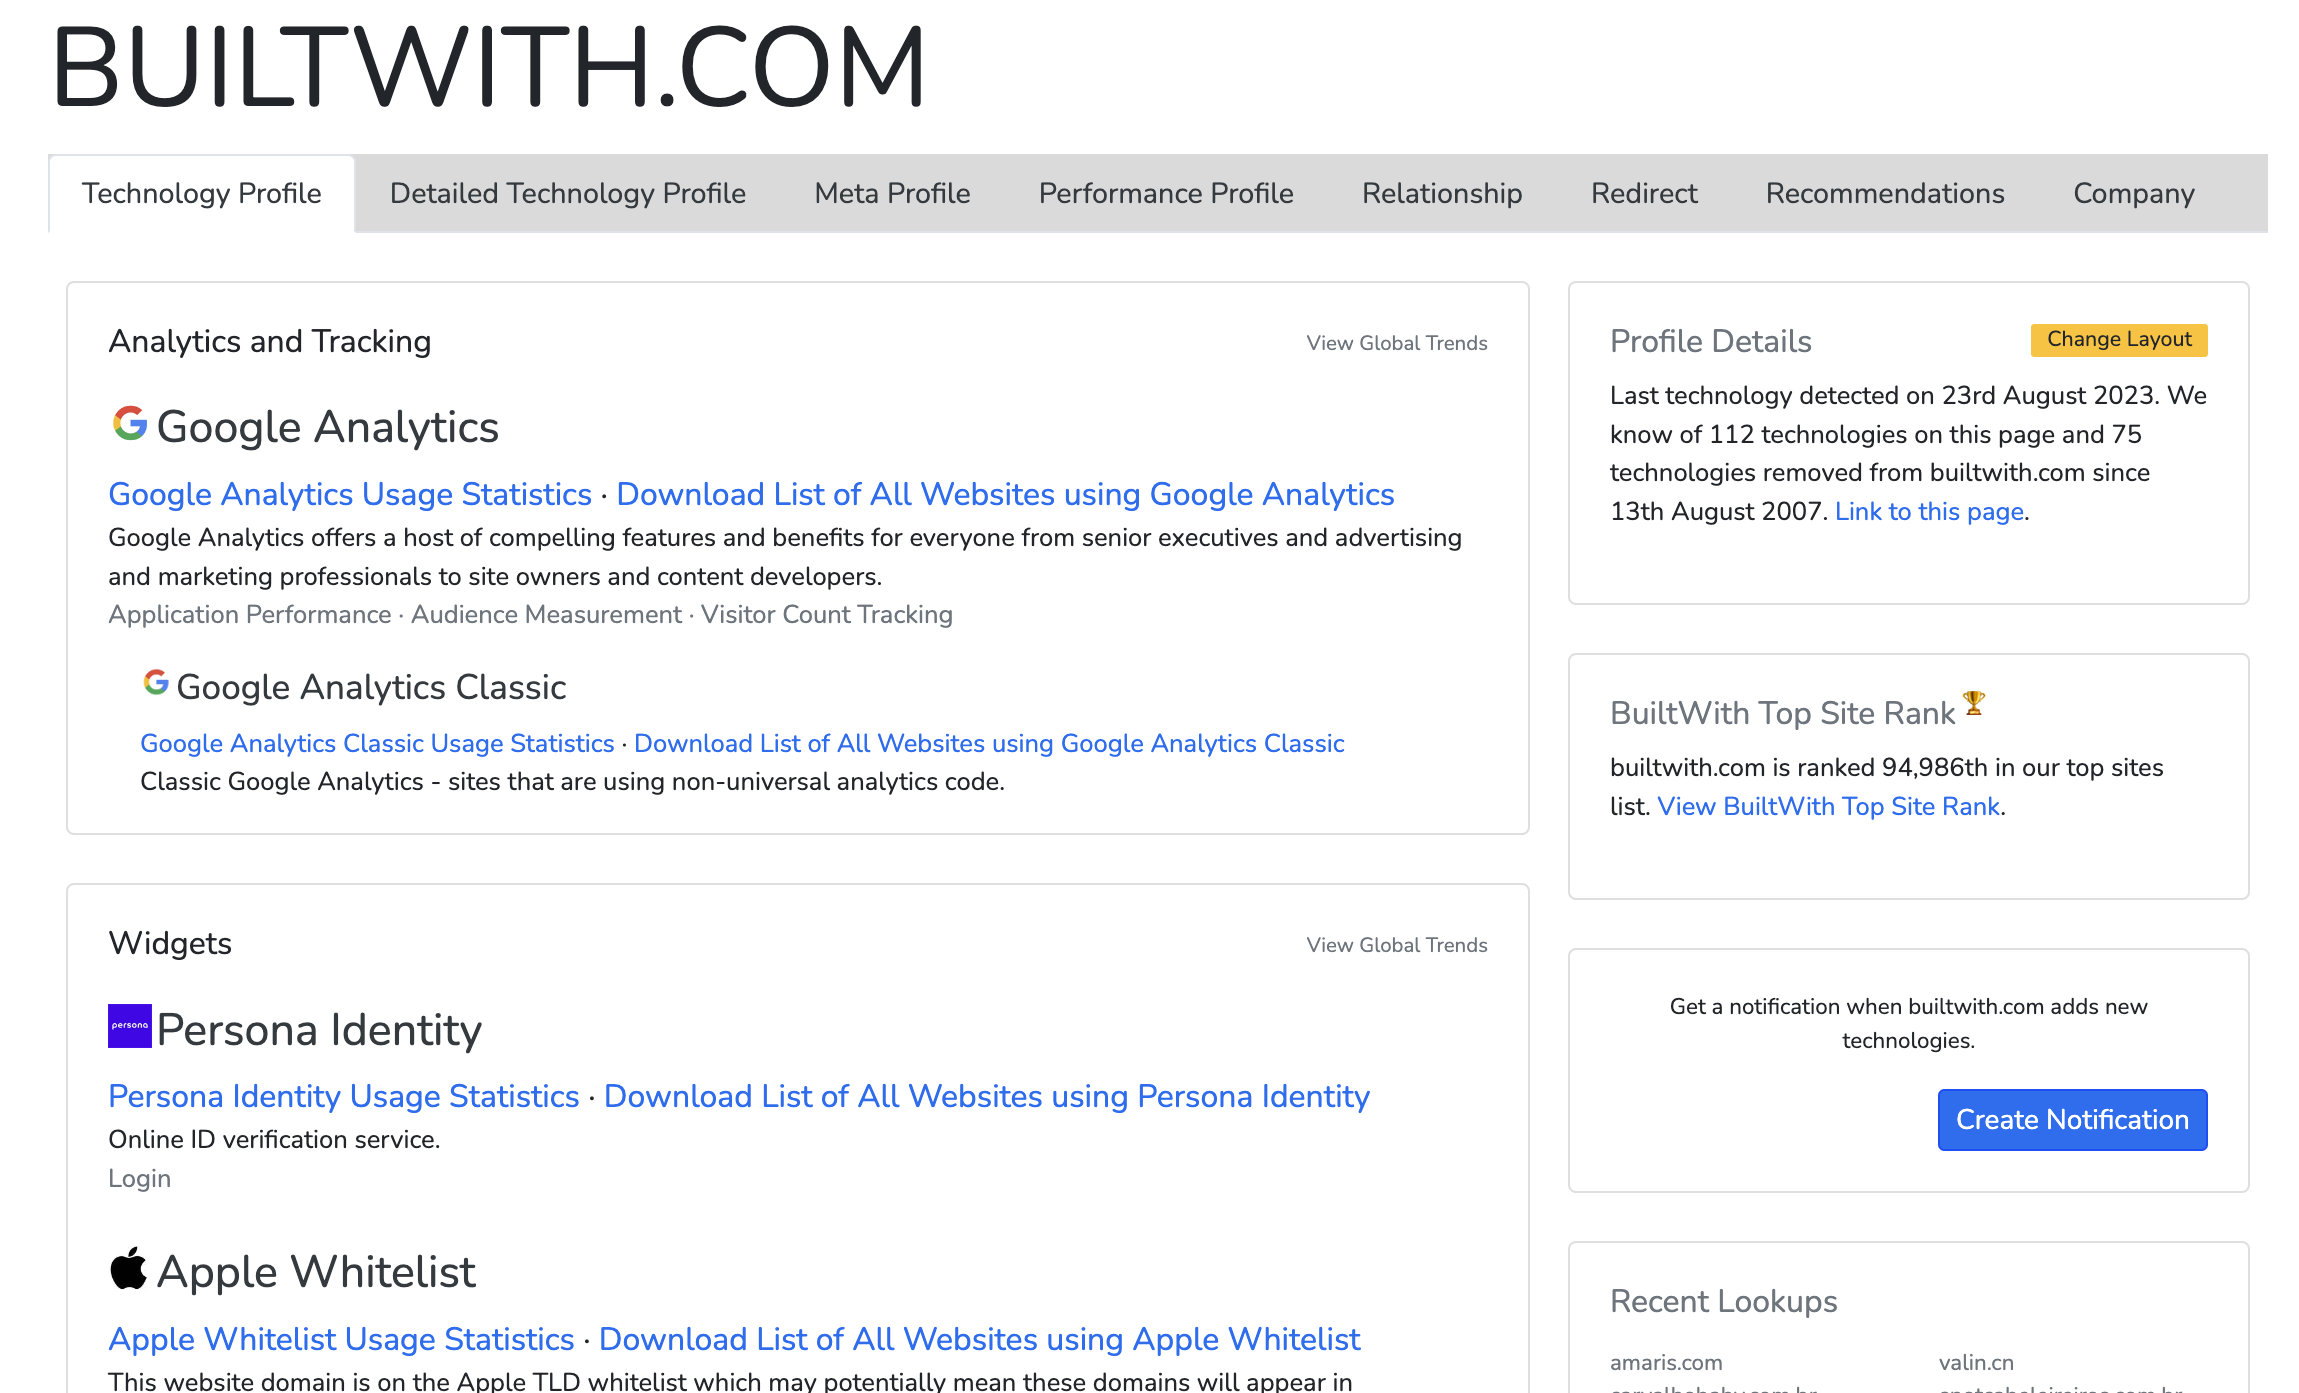 BUILTWITH.COM
Technology Profile
Detailed Technology Profile
Meta Profile
Performance Profile
Relationship
Redirect
Recommendations
Company
Analytics and Tracking
View Global Trends
Google Analytics
Google Analytics Usage Statistics · Download List of All Websites using Google Analytics
Google Analytics offers a host of compelling features and benefits for everyone from senior executives and advertising
and marketing professionals to site owners and content developers.
Application Performance · Audience Measurement · Visitor Count Tracking
Google Analytics Classic
Google Analytics Classic Usage Statistics · Download List of All Websites using Google Analytics Classic
Classic Google Analytics - sites that are using non-universal analytics code.
Widgets
View Global Trends
persona
Persona Identity
Persona Identity Usage Statistics · Download List of All Websites using Persona Identity
Online ID verification service.
Login
Apple Whitelist
Apple Whitelist Usage Statistics · Download List of All Websites using Apple Whitelist
This website domain is on the Apple TLD whitelist which may potentially mean these domains will appear in
Profile Details
Change Layout
Last technology detected on 23rd August 2023. We
know of 112 technologies on this page and 75
technologies removed from builtwith.com since
13th August 2007. Link to this page.
BuiltWith Top Site Rank
builtwith.com is ranked 94,986th in our top sites
list. View BuiltWith Top Site Rank.
Get a notification when builtwith.com adds new
technologies.
Create Notification
Recent Lookups
amaris.com
valin.cn